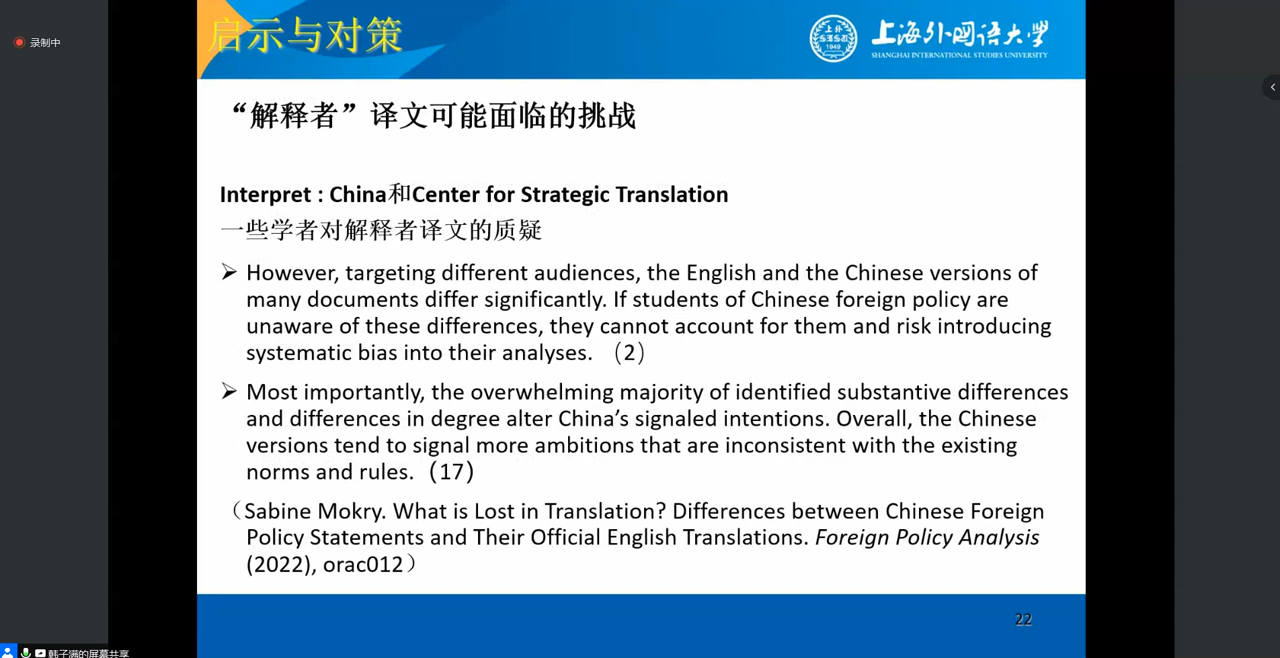 录制中
启示与对策
上外
SISU
1949
上海外国语大学
SHANGHAI INTERNATIONAL STUDIES UNIVERSITY
“解释者”译文可能面临的挑战
Interpret : China和Center for Strategic Translation
一些学者对解释者译文的质疑
➢ However, targeting different audiences, the English and the Chinese versions of
many documents differ significantly. If students of Chinese foreign policy are
unaware of these differences, they cannot account for them and risk introducing
systematic bias into their analyses. （2）
➢ Most importantly, the overwhelming majority of identified substantive differences
and differences in degree alter China’s signaled intentions. Overall, the Chinese
versions tend to signal more ambitions that are inconsistent with the existing
norms and rules.（17）
（Sabine Mokry. What is Lost in Translation? Differences between Chinese Foreign
Policy Statements and Their Official English Translations. Foreign Policy Analysis
(2022), orac012）
22
韩子满的屏幕共享